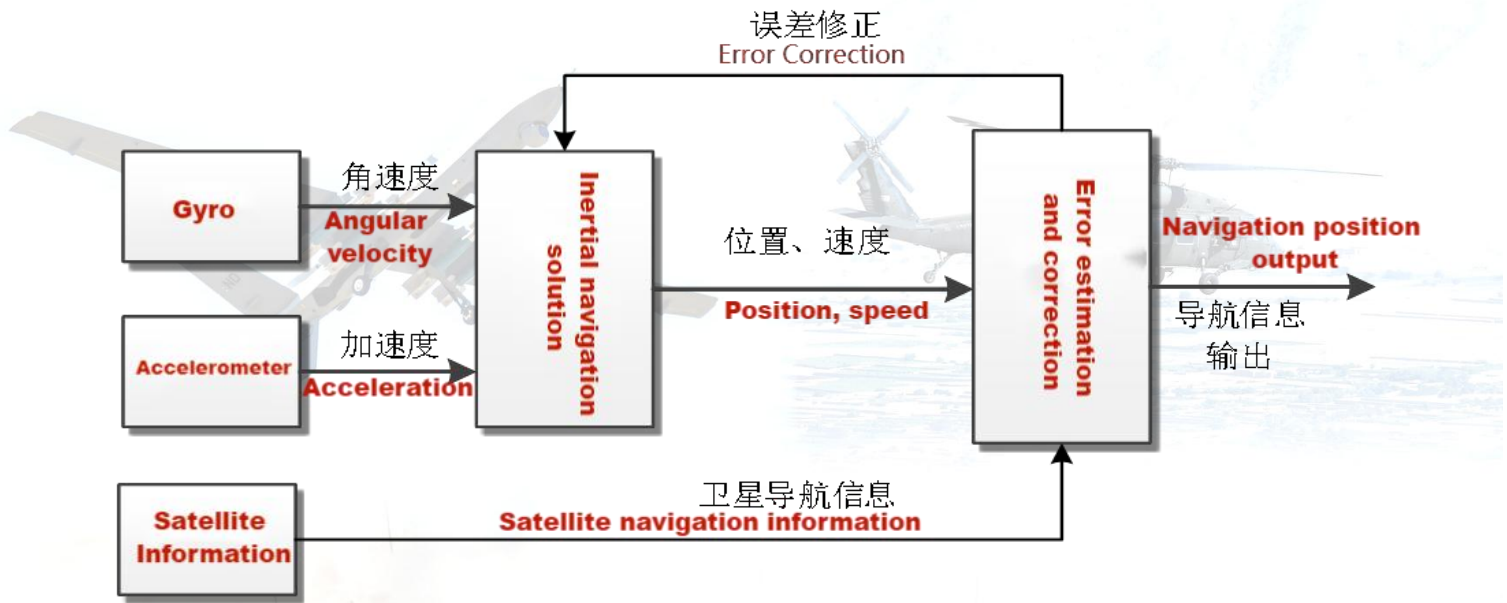 误差修正
Error Correction
Gyro
角速度
Angular
velocity
Accelerometer
加速度
Acceleration
Inertial navigation
solution
位置、速度
Position, speed
Error estimation
and correction
Navigation position
output
导航信息
输出
Satellite
Information
卫星导航信息
Satellite navigation information